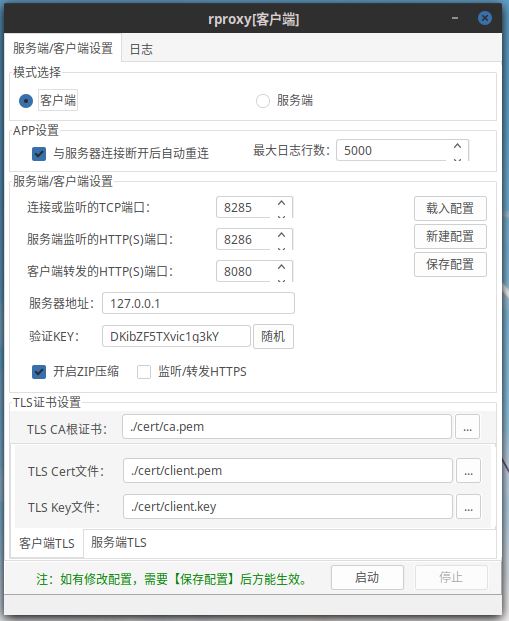 rproxy[客户端]
服务端/客户端设置 日志
模式选择
客户端 服务端
APP设置
与服务器连接断开后自动重连 最大日志行数： 5000
服务端/客户端设置
连接或监听的TCP端口： 8285 载入配置
服务端监听的HTTP(S)端口： 8286 新建配置
客户端转发的HTTP(S)端口： 8080 保存配置
服务器地址： 127.0.0.1
验证KEY： DKibZF5TXvic1q3kY 随机
开启ZIP压缩 监听/转发HTTPS
TLS证书设置
TLS CA根证书： ./cert/ca.pem ...
TLS Cert文件： ./cert/client.pem ...
TLS Key文件： ./cert/client.key ...
客户端TLS 服务端TLS
注：如有修改配置，需要【保存配置】后方能生效。 启动 停止